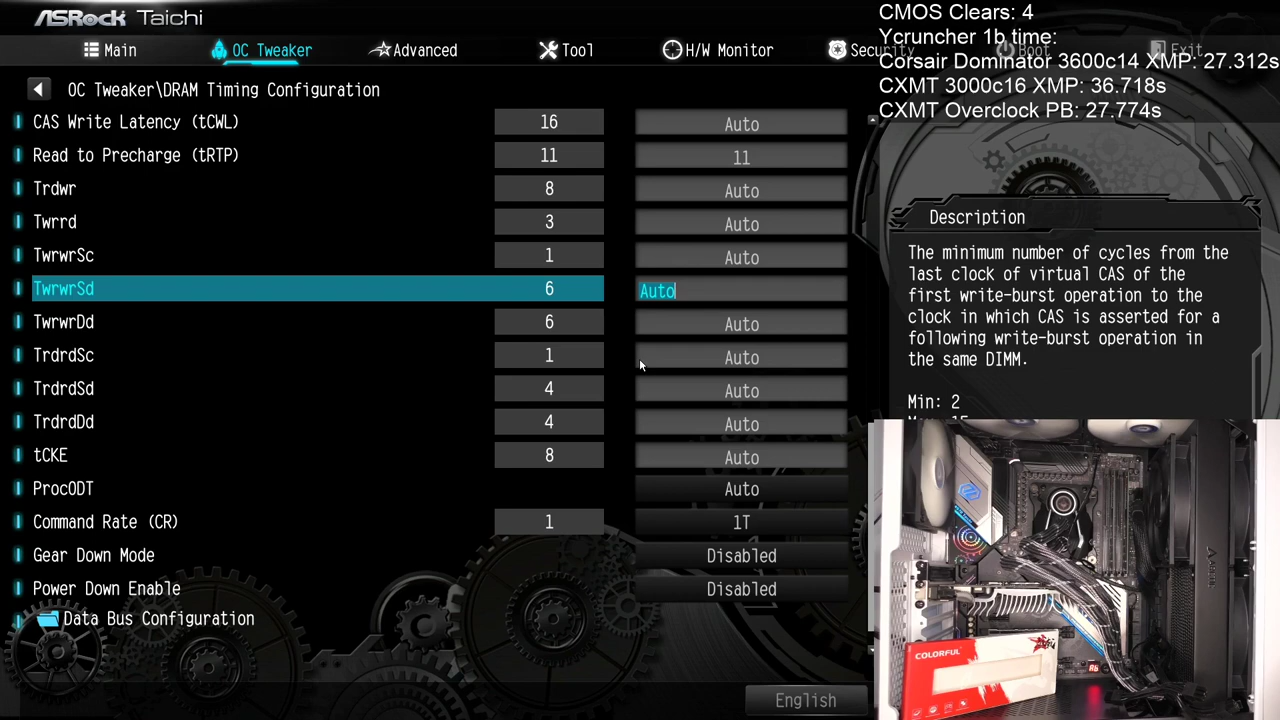 ASRock Taichi
Main
OC Tweaker
Advanced
Tool
H/W Monitor
Security
Boot
Exit
CMOS Clears: 4
Ycruncher 1b time:
Corsair Dominator 3600c14 XMP: 27.312s
CXMT 3000c16 XMP: 36.718s
CXMT Overclock PB: 27.774s
OC Tweaker\DRAM Timing Configuration
CAS Write Latency (tCWL) 16 Auto
Read to Precharge (tRTP) 11 11
Trdwr 8 Auto
Twrrd 3 Auto
TwrwrSc 1 Auto
TwrwrSd 6 Auto
TwrwrDd 6 Auto
TrdrdSc 1 Auto
TrdrdSd 4 Auto
TrdrdDd 4 Auto
tCKE 8 Auto
ProcODT Auto
Command Rate (CR) 1 1T
Gear Down Mode Disabled
Power Down Enable Disabled
Data Bus Configuration
Description
The minimum number of cycles from the
last clock of virtual CAS of the
first write-burst operation to the
clock in which CAS is asserted for a
following write-burst operation in
the same DIMM.
Min: 2
Max: 15
COLORFUL
English